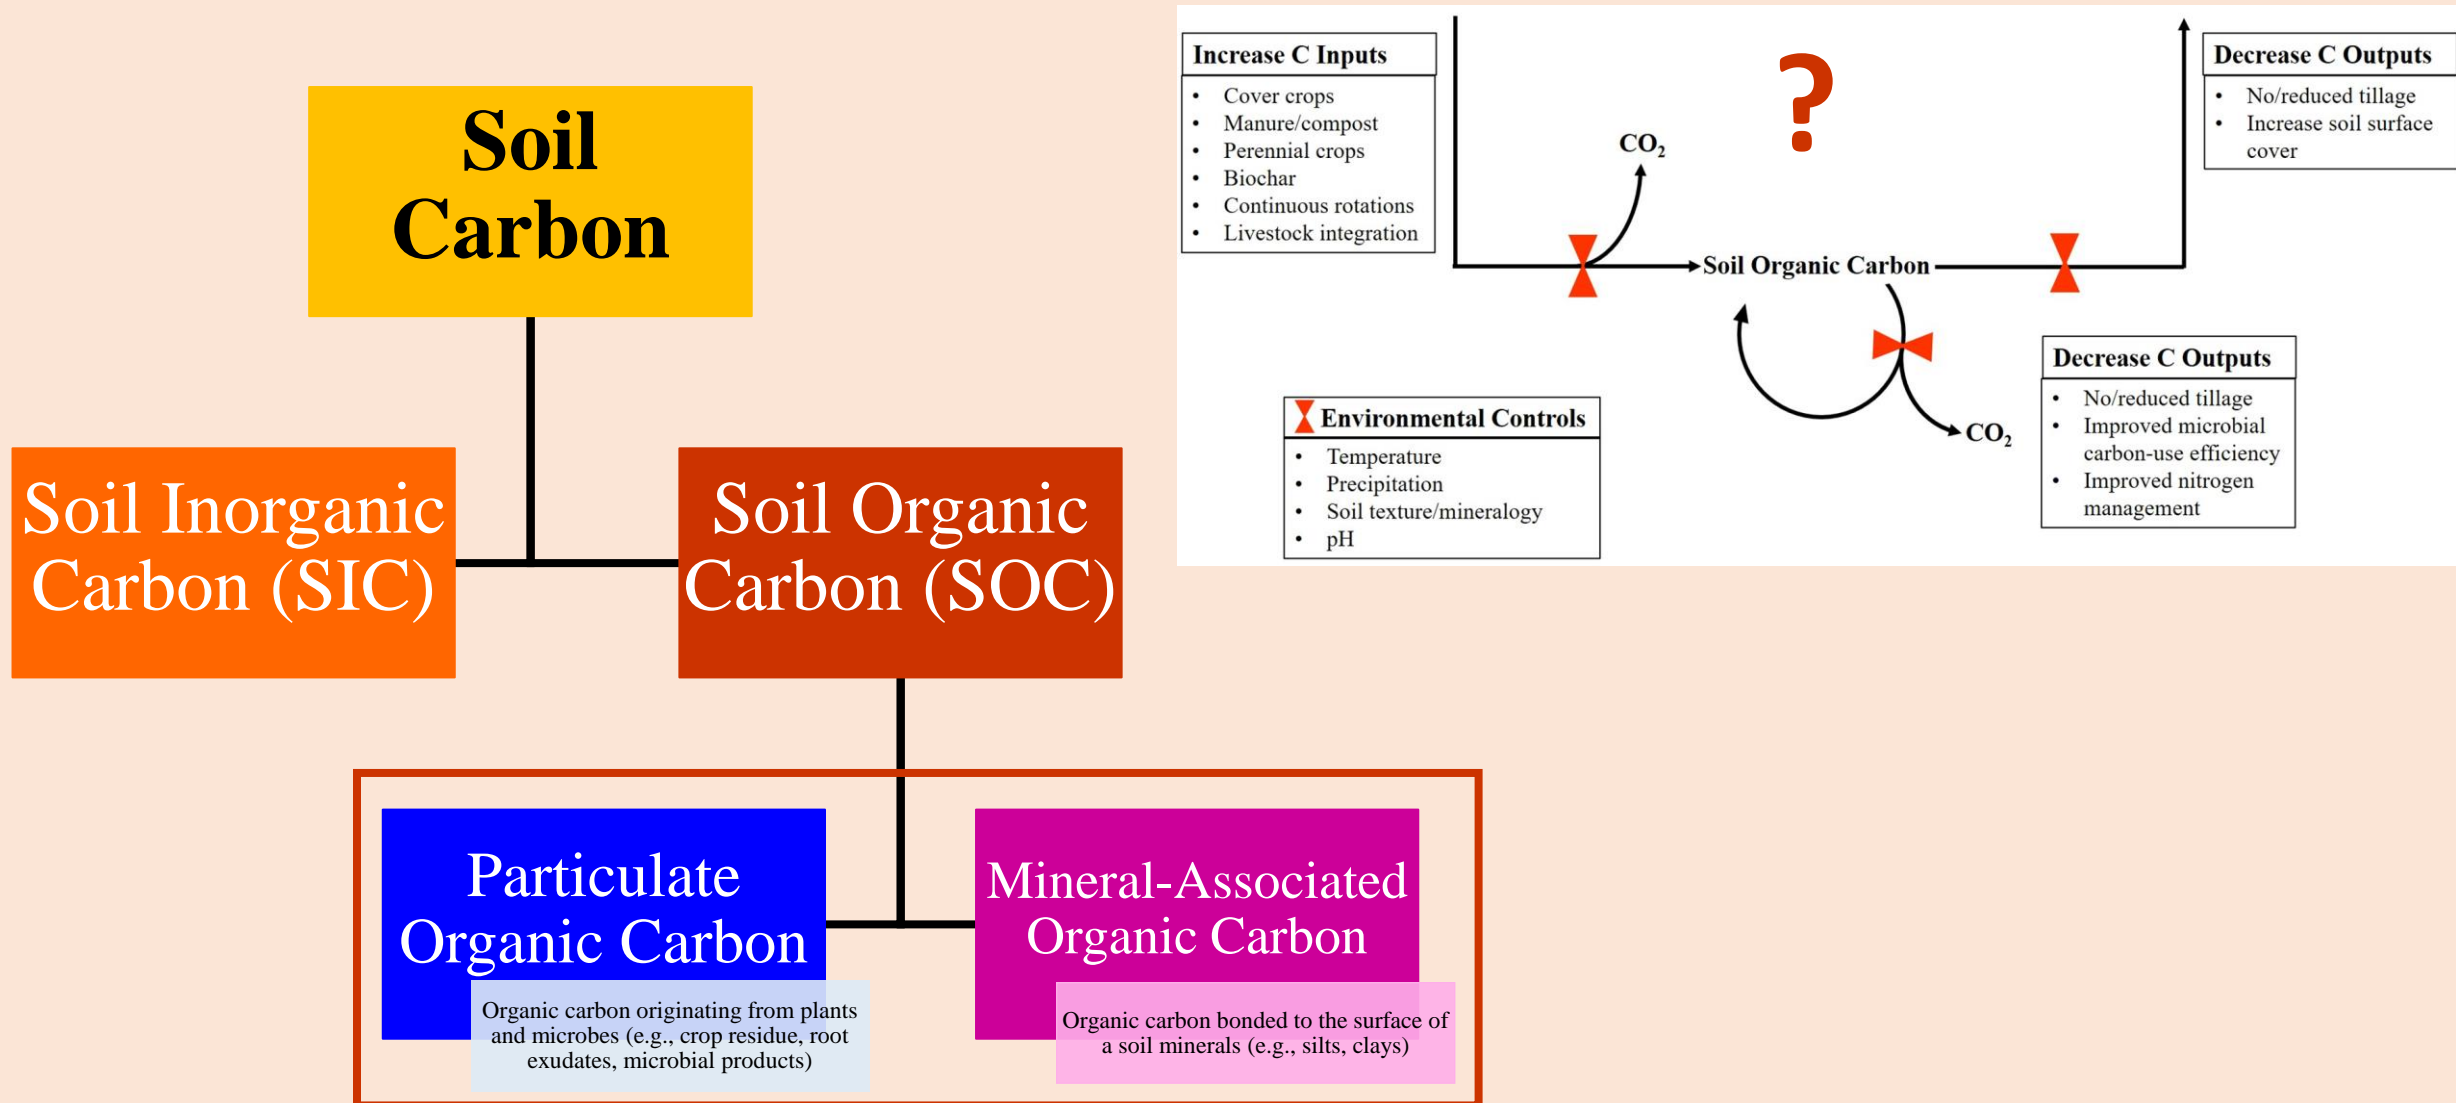 Soil
Carbon
Soil Inorganic
Carbon (SIC)
Soil Organic
Carbon (SOC)
Particulate
Organic Carbon
Organic carbon originating from plants
and microbes (e.g., crop residue, root
exudates, microbial products)
Mineral-Associated
Organic Carbon
Organic carbon bonded to the surface of
a soil minerals (e.g., silts, clays)
Increase C Inputs
• Cover crops
• Manure/compost
• Perennial crops
• Biochar
• Continuous rotations
• Livestock integration
?
CO₂
Soil Organic Carbon
Decrease C Outputs
• No/reduced tillage
• Increase soil surface
cover
Environmental Controls
• Temperature
• Precipitation
• Soil texture/mineralogy
• pH
CO₂
Decrease C Outputs
• No/reduced tillage
• Improved microbial
carbon-use efficiency
• Improved nitrogen
management